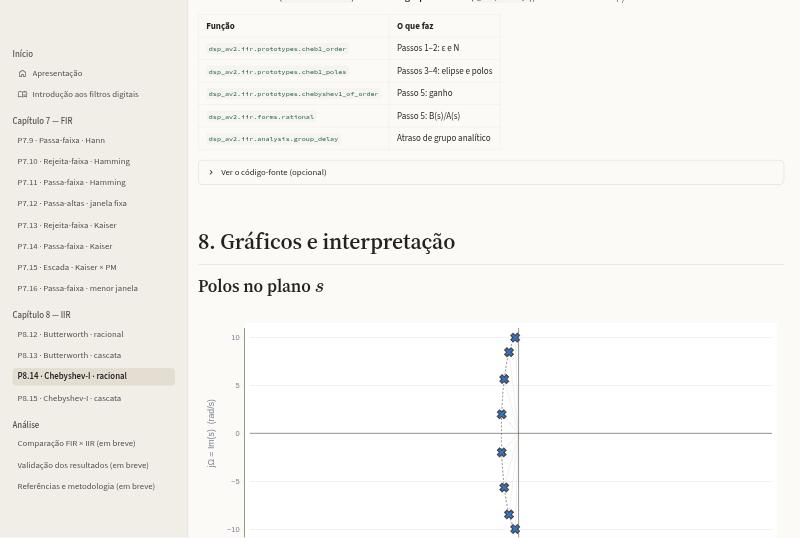 Início
Apresentação
Introdução aos filtros digitais
Capítulo 7 — FIR
P7.9 · Passa-faixa · Hann
P7.10 · Rejeita-faixa · Hamming
P7.11 · Passa-faixa · Hamming
P7.12 · Passa-altas · janela fixa
P7.13 · Rejeita-faixa · Kaiser
P7.14 · Passa-faixa · Kaiser
P7.15 · Escada · Kaiser × PM
P7.16 · Passa-faixa · menor janela
Capítulo 8 — IIR
P8.12 · Butterworth · racional
P8.13 · Butterworth · cascata
P8.14 · Chebyshev-I · racional
P8.15 · Chebyshev-I · cascata
Análise
Comparação FIR × IIR (em breve)
Validação dos resultados (em breve)
Referências e metodologia (em breve)
Função O que faz
dsp_av2.iir.prototypes.cheb1_order Passos 1–2: ε e N
dsp_av2.iir.prototypes.cheb1_poles Passos 3–4: elipse e polos
dsp_av2.iir.prototypes.chebyshev1_of_order Passo 5: ganho
dsp_av2.iir.forms.rational Passo 5: B(s)/A(s)
dsp_av2.iir.analysis.group_delay Atraso de grupo analítico
Ver o código-fonte (opcional)
8. Gráficos e interpretação
Polos no plano s
jΩ = Im(s) (rad/s)
10
5
0
−5
−10